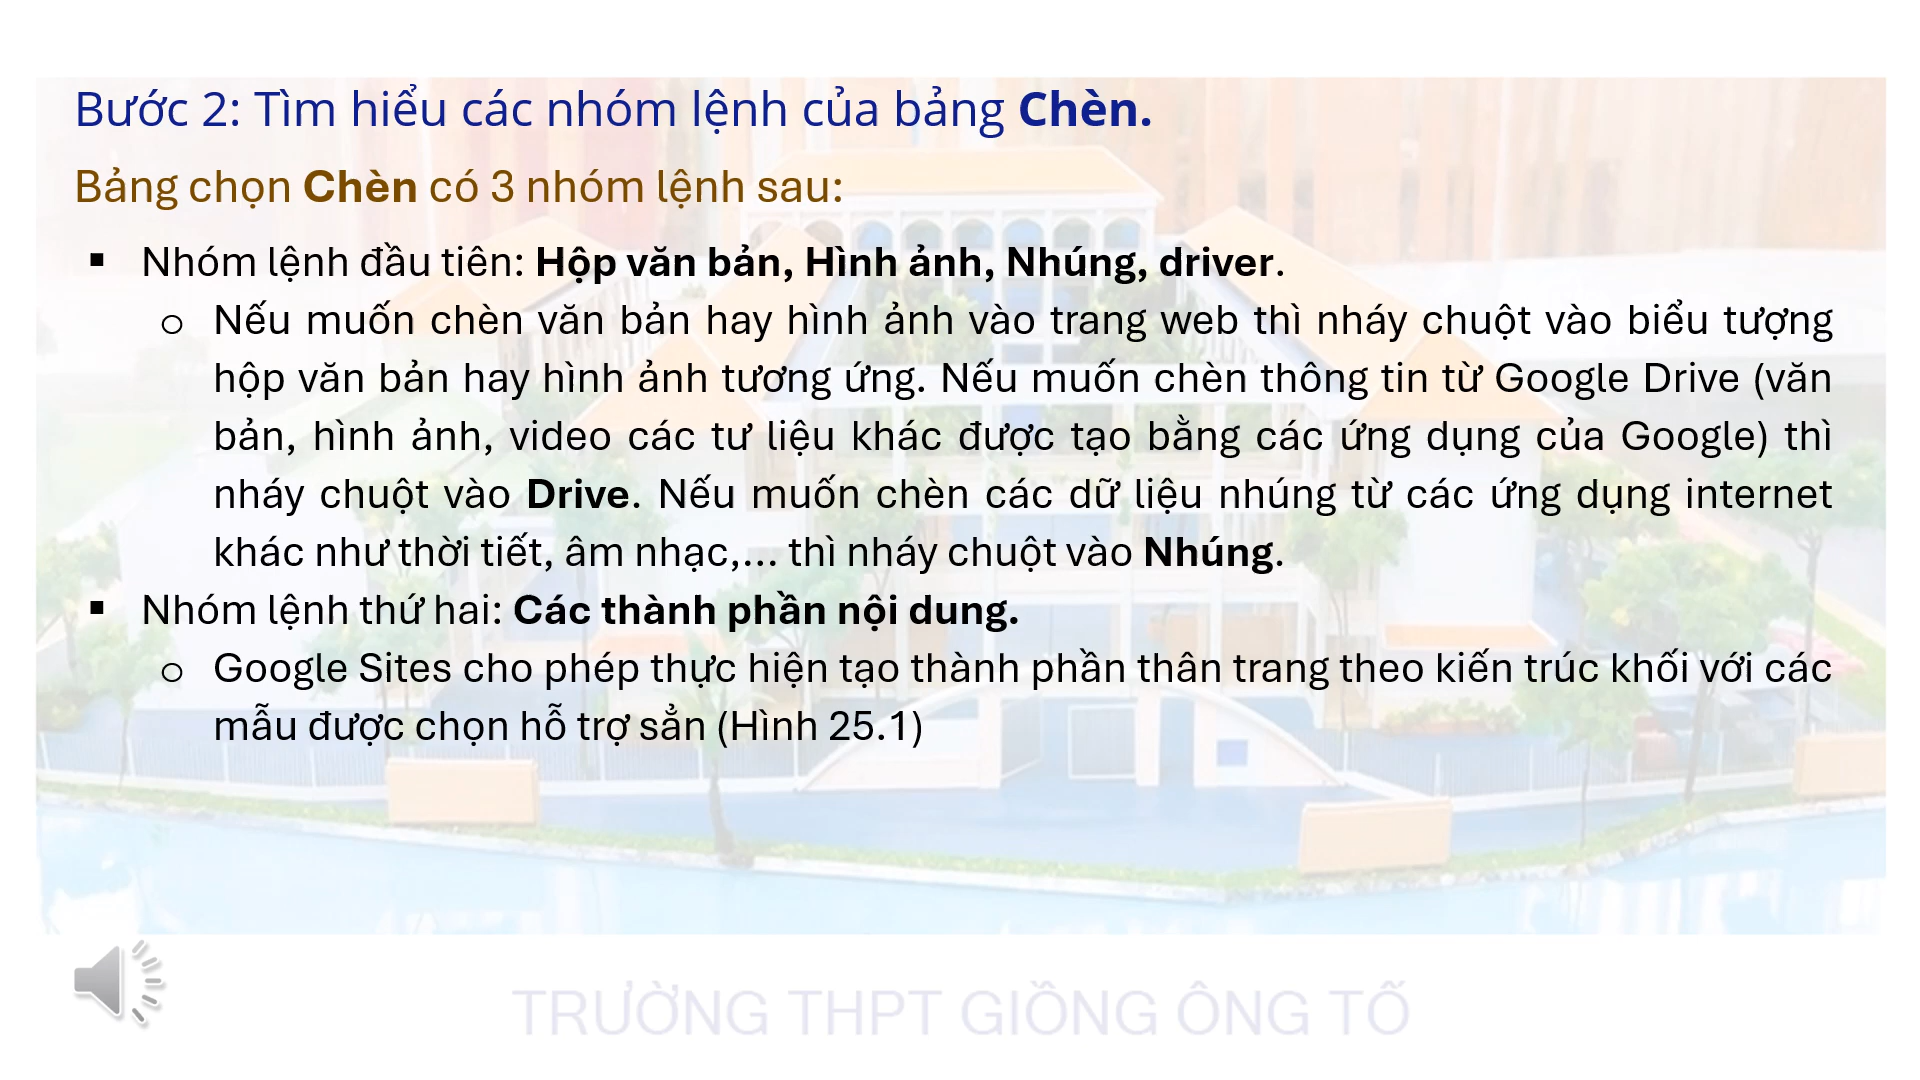 Bước 2: Tìm hiểu các nhóm lệnh của bảng Chèn.
Bảng chọn Chèn có 3 nhóm lệnh sau:
▪ Nhóm lệnh đầu tiên: Hộp văn bản, Hình ảnh, Nhúng, driver.
o Nếu muốn chèn văn bản hay hình ảnh vào trang web thì nháy chuột vào biểu tượng
hộp văn bản hay hình ảnh tương ứng. Nếu muốn chèn thông tin từ Google Drive (văn
bản, hình ảnh, video các tư liệu khác được tạo bằng các ứng dụng của Google) thì
nháy chuột vào Drive. Nếu muốn chèn các dữ liệu nhúng từ các ứng dụng internet
khác như thời tiết, âm nhạc,... thì nháy chuột vào Nhúng.
▪ Nhóm lệnh thứ hai: Các thành phần nội dung.
o Google Sites cho phép thực hiện tạo thành phần thân trang theo kiến trúc khối với các
mẫu được chọn hỗ trợ sẳn (Hình 25.1)
TRƯỜNG THPT GIỒNG ÔNG TỐ